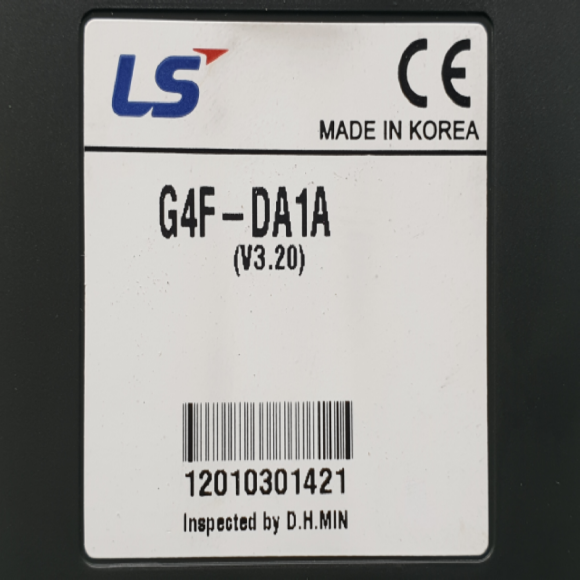 LS
CE
MADE IN KOREA
G4F-DA1A
(V3.20)
12010301421
Inspected by D.H.MIN